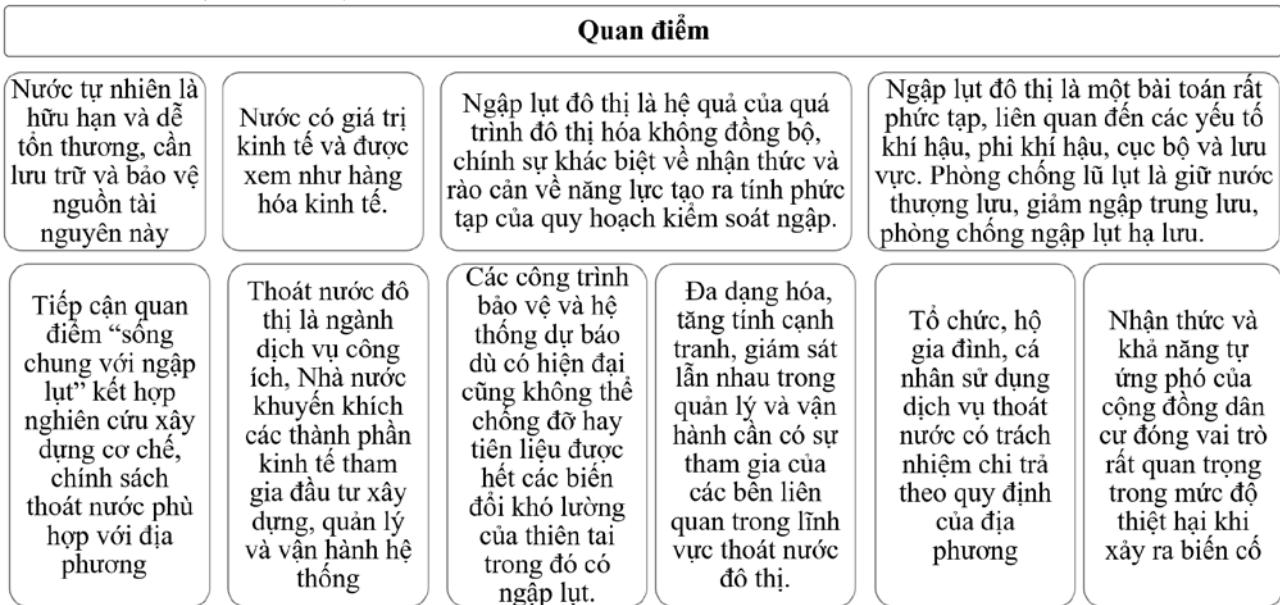 Quan điểm
Nước tự nhiên là
hữu hạn và dễ
tổn thương, cần
lưu trữ và bảo vệ
nguồn tài
nguyên này
Nước có giá trị
kinh tế và được
xem như hàng
hóa kinh tế.
Ngập lụt đô thị là hệ quả của quá
trình đô thị hóa không đồng bộ,
chính sự khác biệt về nhận thức và
rào cản về năng lực tạo ra tính phức
tạp của quy hoạch kiểm soát ngập.
Ngập lụt đô thị là một bài toán rất
phức tạp, liên quan đến các yếu tố
khí hậu, phi khí hậu, cục bộ và lưu
vực. Phòng chống lũ lụt là giữ nước
thượng lưu, giảm ngập trung lưu,
phòng chống ngập lụt hạ lưu.
Tiếp cận quan
điểm “sống
chung với ngập
lụt” kết hợp
nghiên cứu xây
dựng cơ chế,
chính sách
thoát nước phù
hợp với địa
phương
Thoát nước đô
thị là ngành
dịch vụ công
ích, Nhà nước
khuyến khích
các thành phần
kinh tế tham
gia đầu tư xây
dựng, quản lý
và vận hành hệ
thống
Các công trình
bảo vệ và hệ
thống dự báo
dù có hiện đại
cũng không thể
chống đỡ hay
tiên liệu được
hết các biến
đổi khó lường
của thiên tai
trong đó có
ngập lụt.
Đa dạng hóa,
tăng tính cạnh
tranh, giám sát
lẫn nhau trong
quản lý và vận
hành cần có sự
tham gia của
các bên liên
quan trong lĩnh
vực thoát nước
đô thị.
Tổ chức, hộ
gia đình, cá
nhân sử dụng
dịch vụ thoát
nước có trách
nhiệm chi trả
theo quy định
của địa
phương
Nhận thức và
khả năng tự
ứng phó của
cộng đồng dân
cư đóng vai trò
rất quan trọng
trong mức độ
thiệt hại khi
xảy ra biến cố